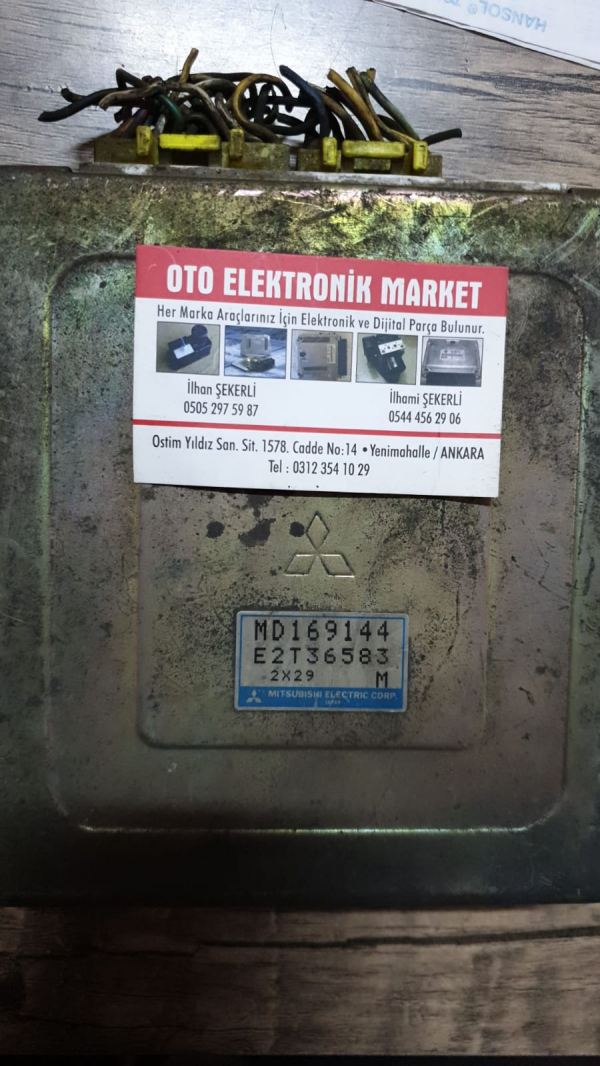 HANSOL®
OTO ELEKTRONİK MARKET
Her Marka Araçlarınız İçin Elektronik ve Dijital Parça Bulunur.
İlhan ŞEKERLİ
0505 297 59 87
İlhami ŞEKERLİ
0544 456 29 06
Ostim Yıldız San. Sit. 1578. Cadde No:14 • Yenimahalle / ANKARA
Tel : 0312 354 10 29
MD169144
E2T36583
2X29 M
MITSUBISHI ELECTRIC CORP.
JAPAN